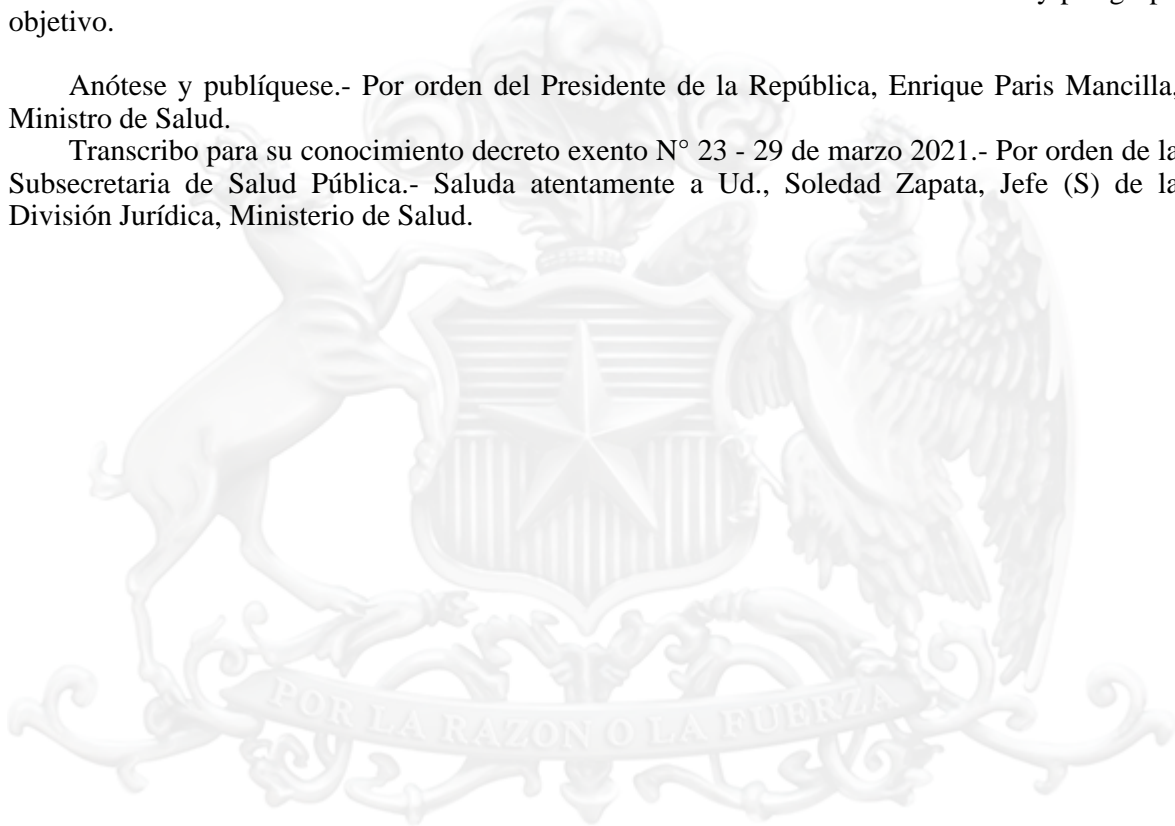 objetivo.
Anótese y publíquese.- Por orden del Presidente de la República, Enrique Paris Mancilla,
Ministro de Salud.
Transcribo para su conocimiento decreto exento N° 23 - 29 de marzo 2021.- Por orden de la
Subsecretaria de Salud Pública.- Saluda atentamente a Ud., Soledad Zapata, Jefe (S) de la
División Jurídica, Ministerio de Salud.
POR LA RAZON O LA FUERZA